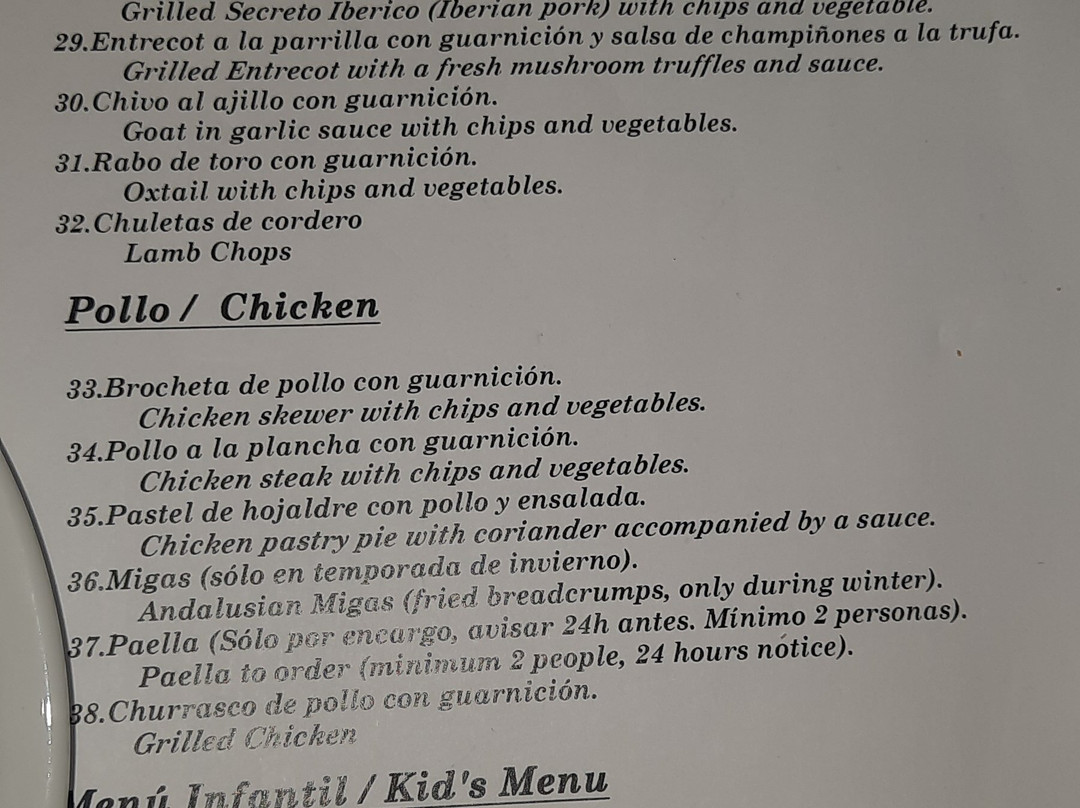 Grilled Secreto Iberico (Iberian pork) with chips and vegetable.
29.Entrecot a la parrilla con guarnición y salsa de champiñones a la trufa.
Grilled Entrecot with a fresh mushroom truffles and sauce.
30.Chivo al ajillo con guarnición.
Goat in garlic sauce with chips and vegetables.
31.Rabo de toro con guarnición.
Oxtail with chips and vegetables.
32.Chuletas de cordero
Lamb Chops
Pollo / Chicken
33.Brocheta de pollo con guarnición.
Chicken skewer with chips and vegetables.
34.Pollo a la plancha con guarnición.
Chicken steak with chips and vegetables.
35.Pastel de hojaldre con pollo y ensalada.
Chicken pastry pie with coriander accompanied by a sauce.
36.Migas (sólo en temporada de invierno).
Andalusian Migas (fried breadcrumps, only during winter).
37.Paella (Sólo por encargo, avisar 24h antes. Mínimo 2 personas).
Paella to order (minimum 2 people, 24 hours nótice).
38.Churrasco de pollo con guarnición.
Grilled Chicken
Menú Infantil / Kid's Menu